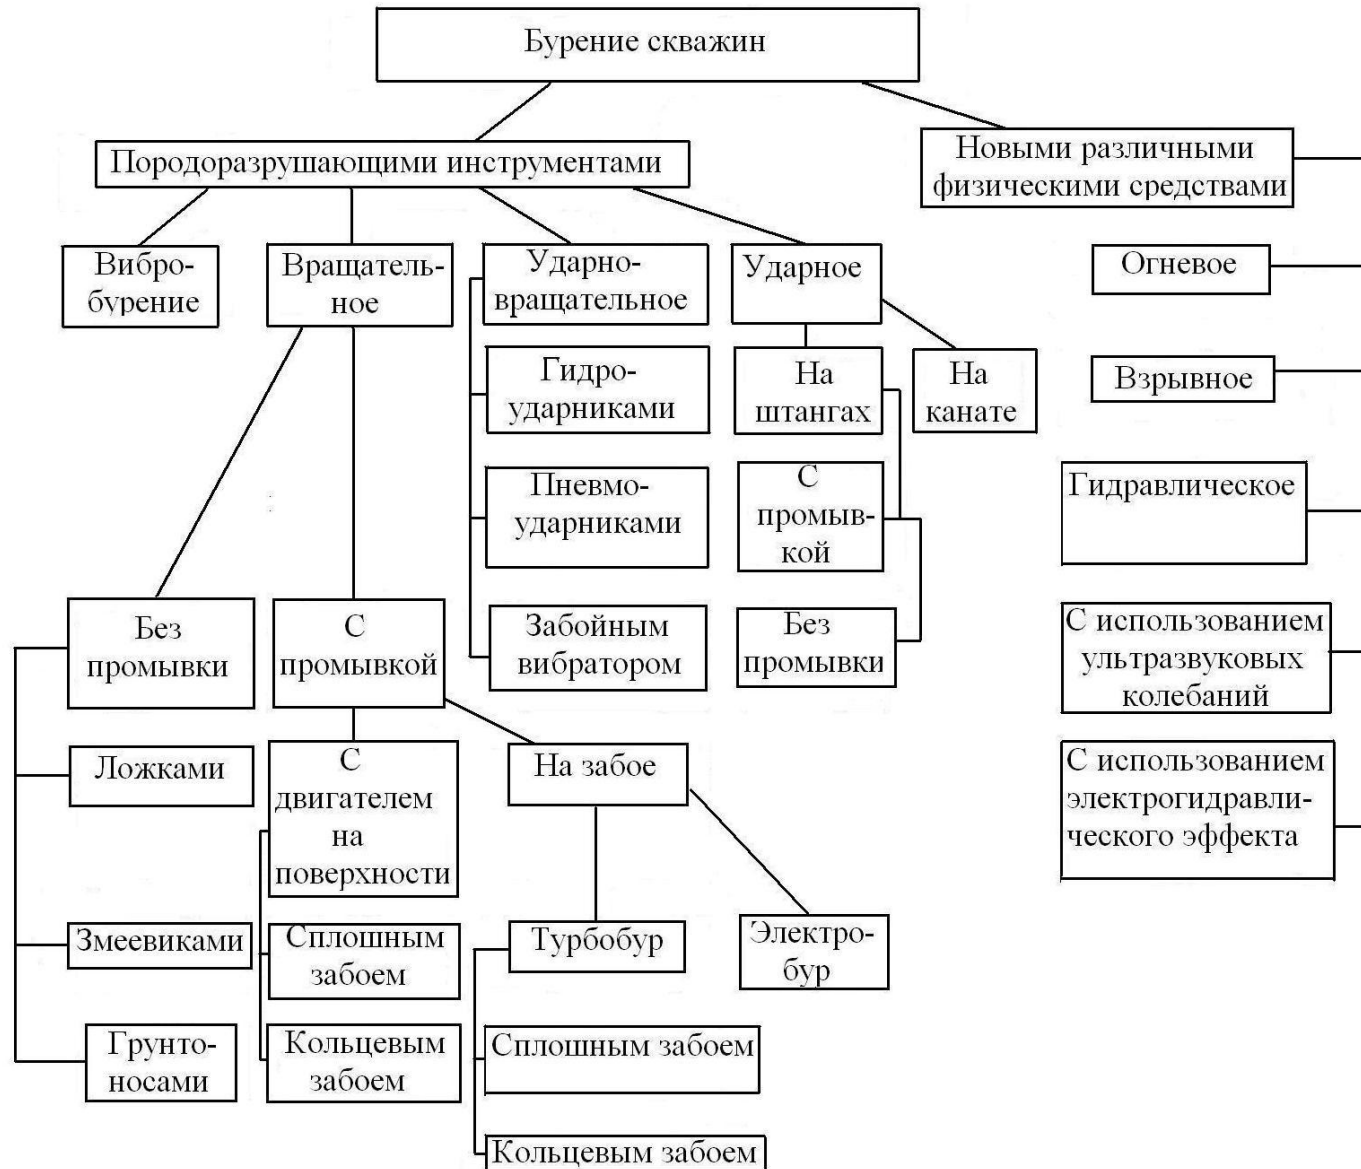 Бурение скважин
Породоразрушающими инструментами
Новыми различными
физическими средствами
Вибро-
бурение
Вращатель-
ное
Ударно-
вращательное
Ударное
Огневое
Гидро-
ударниками
На
штангах
На
канате
Взрывное
Пневмо-
ударниками
С
промыв-
кой
Гидравлическое
Без
промывки
С
промывкой
Забойным
вибратором
Без
промывки
С использованием
ультразвуковых
колебаний
Ложками
С
двигателем
на
поверхности
На забое
С использованием
электрогидравли-
ческого эффекта
Змеевиками
Сплошным
забоем
Турбобур
Электро-
бур
Грунто-
носами
Кольцевым
забоем
Сплошным забоем
Кольцевым забоем